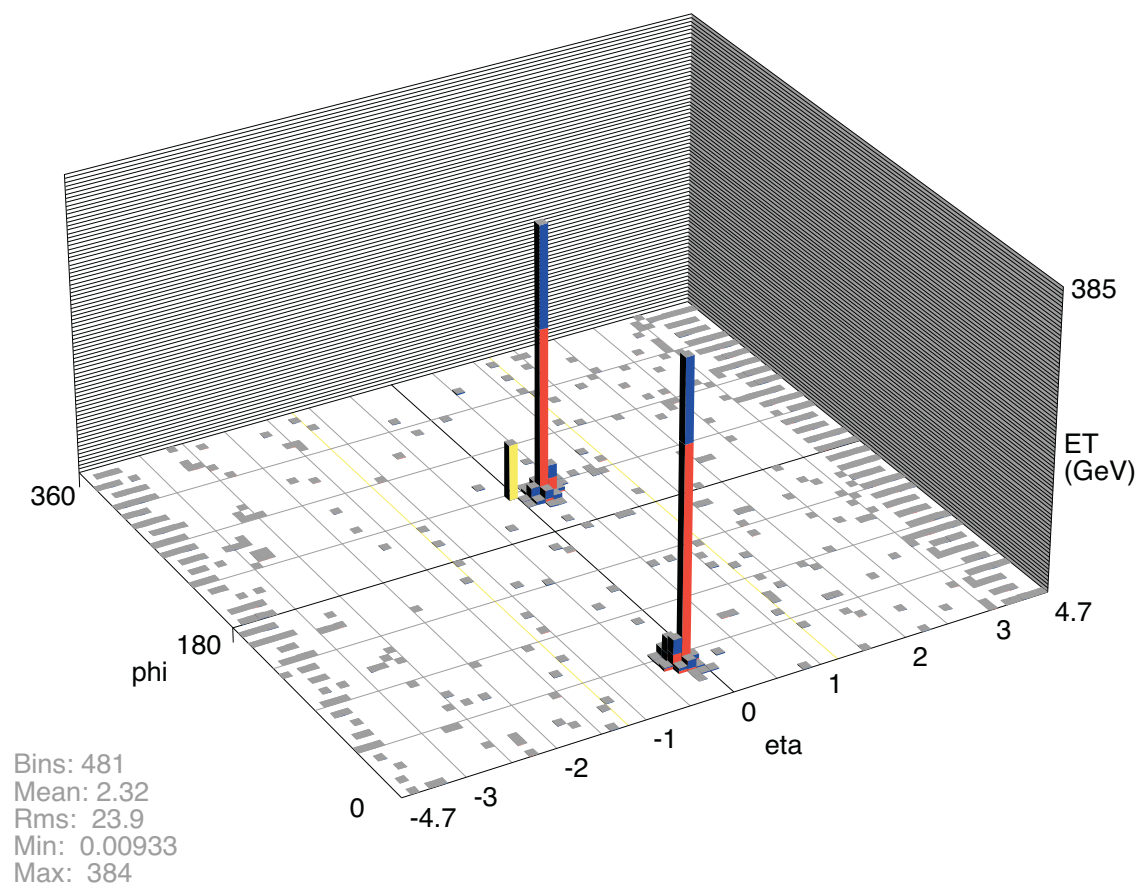 385
ET
(GeV)
360
4.7
3
180
2
phi
1
0
eta
-1
-2
-3
0
-4.7
Bins: 481
Mean: 2.32
Rms: 23.9
Min: 0.00933
Max: 384